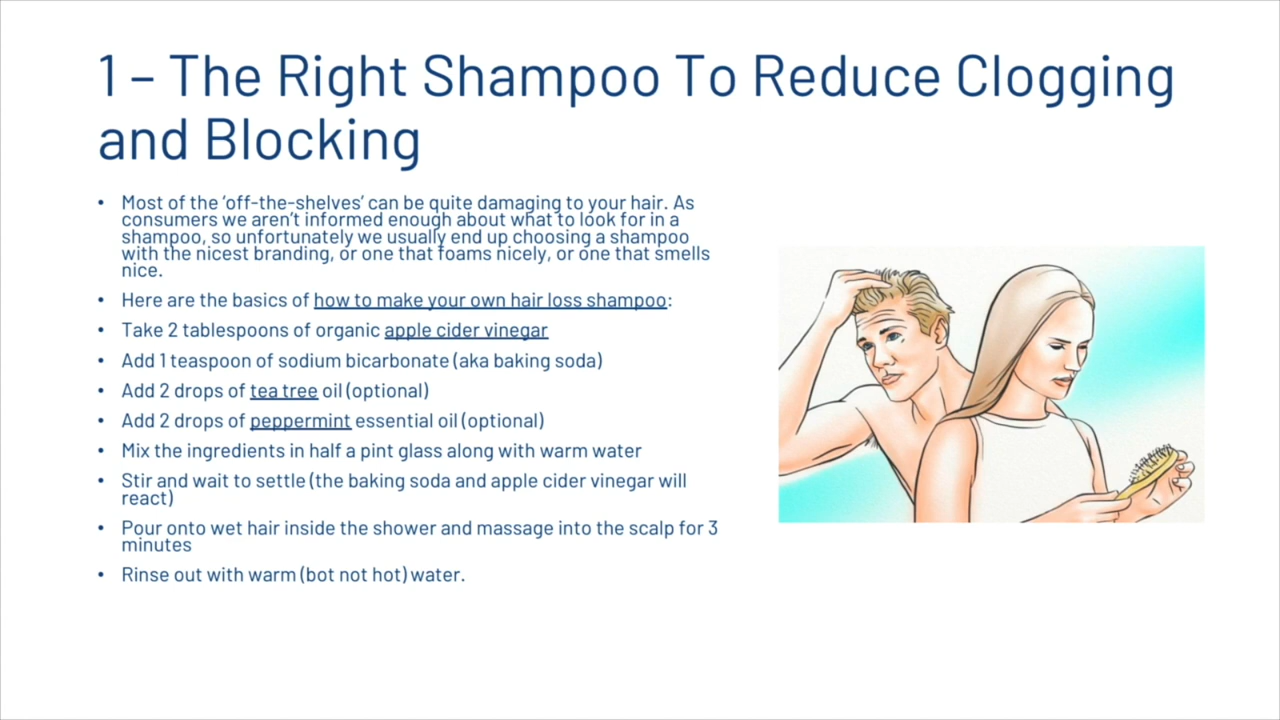 1 – The Right Shampoo To Reduce Clogging
and Blocking
• Most of the ‘off-the-shelves’ can be quite damaging to your hair. As
consumers we aren’t informed enough about what to look for in a
shampoo, so unfortunately we usually end up choosing a shampoo
with the nicest branding, or one that foams nicely, or one that smells
nice.
• Here are the basics of how to make your own hair loss shampoo:
• Take 2 tablespoons of organic apple cider vinegar
• Add 1 teaspoon of sodium bicarbonate (aka baking soda)
• Add 2 drops of tea tree oil (optional)
• Add 2 drops of peppermint essential oil (optional)
• Mix the ingredients in half a pint glass along with warm water
• Stir and wait to settle (the baking soda and apple cider vinegar will
react)
• Pour onto wet hair inside the shower and massage into the scalp for 3
minutes
• Rinse out with warm (bot not hot) water.